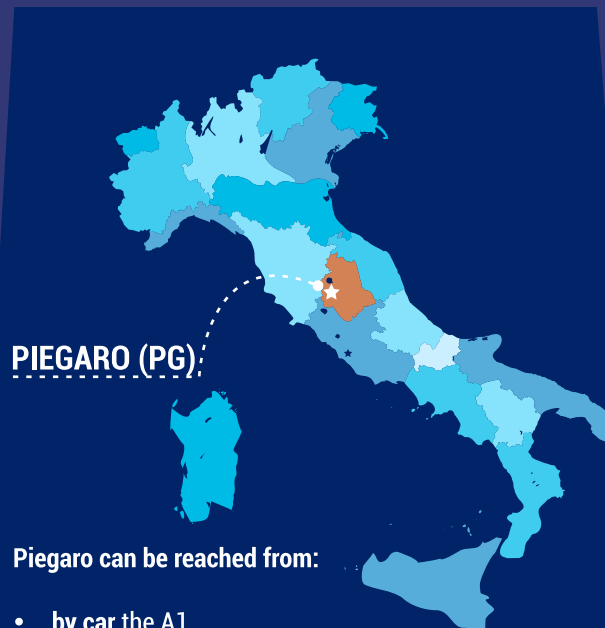 PIEGARO (PG)
Piegaro can be reached from:
• by car the A1